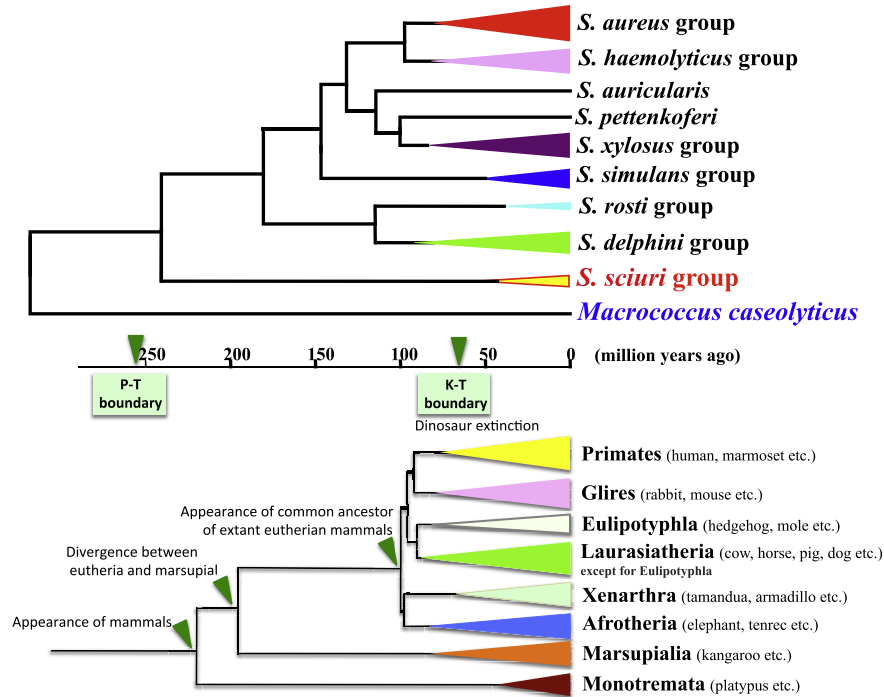 S. aureus group
S. haemolyticus group
S. auricularis
S. pettenkoferi
S. xylosus group
S. simulans group
S. rosti group
S. delphini group
S. sciuri group
Macrococcus caseolyticus
250 200 150 100 50 0 (million years ago)
P-T
boundary
K-T
boundary
Dinosaur extinction
Primates (human, marmoset etc.)
Glires (rabbit, mouse etc.)
Appearance of common ancestor
of extant eutherian mammals
Eulipotyphla (hedgehog, mole etc.)
Divergence between
eutheria and marsupial
Laurasiatheria (cow, horse, pig, dog etc.)
except for Eulipotyphla
Xenarthra (tamandua, armadillo etc.)
Appearance of mammals
Afrotheria (elephant, tenrec etc.)
Marsupialia (kangaroo etc.)
Monotremata (platypus etc.)